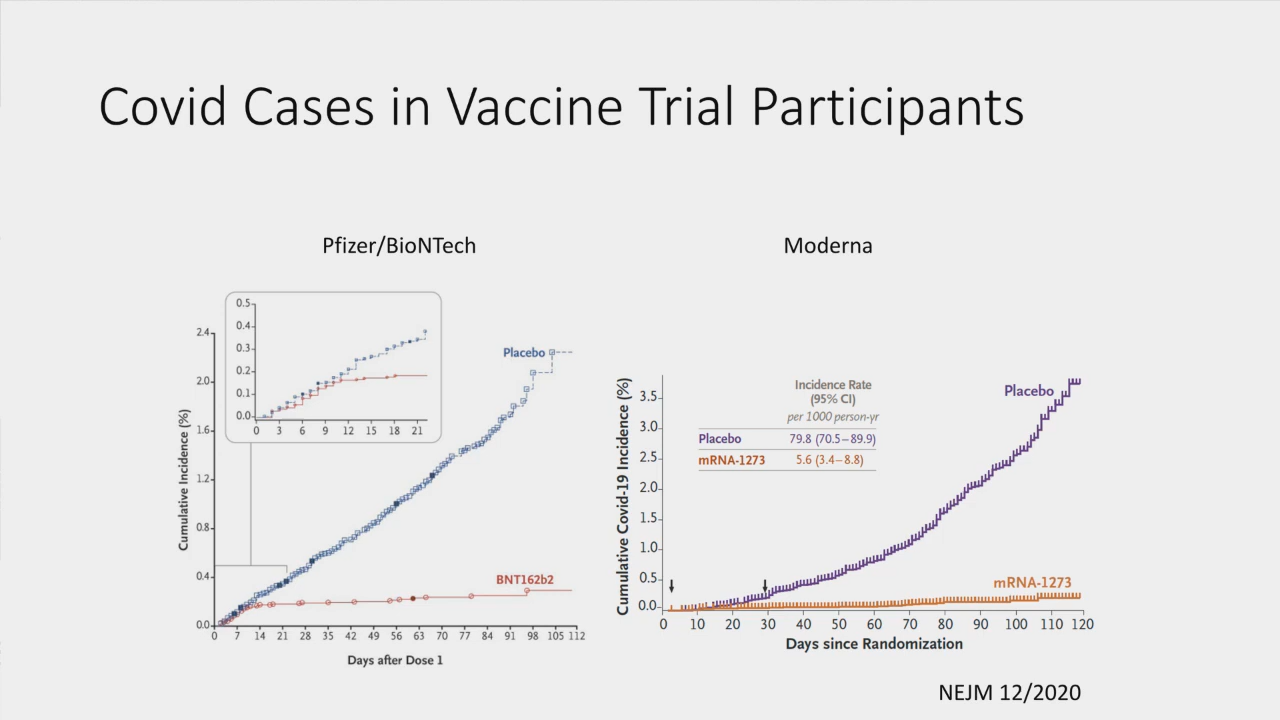 Covid Cases in Vaccine Trial Participants
Pfizer/BioNTech
Moderna
0.5
0.4
0.3
0.2
0.1
0.0
0 3 6 9 12 15 18 21
2.4
2.0
1.6
1.2
0.8
0.4
0.0
Cumulative Incidence (%)
Placebo
BNT162b2
0 7 14 21 28 35 42 49 56 63 70 77 84 91 98 105 112
Days after Dose 1
Cumulative Covid-19 Incidence (%)
3.5
3.0
2.5
2.0
1.5
1.0
0.5
0.0
Incidence Rate
(95% CI)
per 1000 person-yr
Placebo 79.8 (70.5–89.9)
mRNA-1273 5.6 (3.4–8.8)
Placebo
mRNA-1273
0 10 20 30 40 50 60 70 80 90 100 110 120
Days since Randomization
NEJM 12/2020